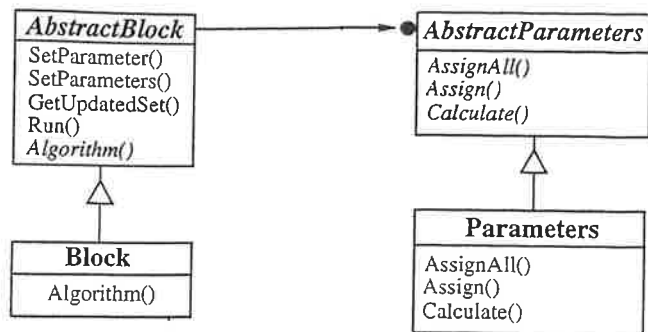 AbstractBlock
SetParameter()
SetParameters()
GetUpdatedSet()
Run()
Algorithm()
Block
Algorithm()
AbstractParameters
AssignAll()
Assign()
Calculate()
Parameters
AssignAll()
Assign()
Calculate()